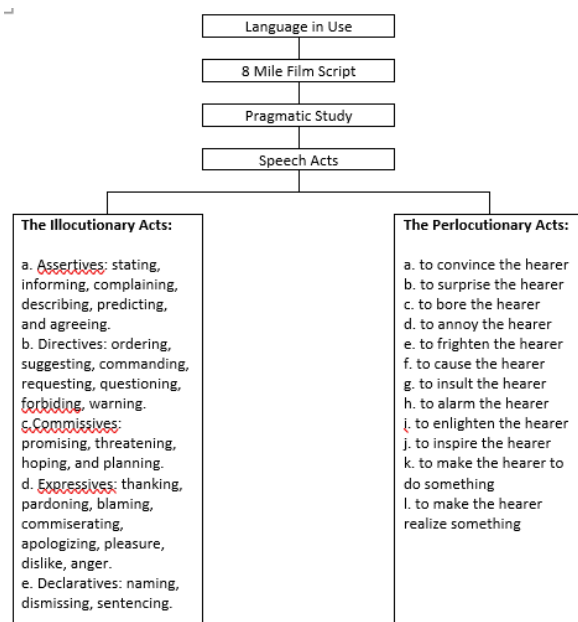 Language in Use
8 Mile Film Script
Pragmatic Study
Speech Acts
The Illocutionary Acts:
a. Assertives: stating,
informing, complaining,
describing, predicting,
and agreeing.
b. Directives: ordering,
suggesting, commanding,
requesting, questioning,
forbiding, warning.
c.Commissives:
promising, threatening,
hoping, and planning.
d. Expressives: thanking,
pardoning, blaming,
commiserating,
apologizing, pleasure,
dislike, anger.
e. Declaratives: naming,
dismissing, sentencing.
The Perlocutionary Acts:
a. to convince the hearer
b. to surprise the hearer
c. to bore the hearer
d. to annoy the hearer
e. to frighten the hearer
f. to cause the hearer
g. to insult the hearer
h. to alarm the hearer
i. to enlighten the hearer
j. to inspire the hearer
k. to make the hearer to
do something
l. to make the hearer
realize something